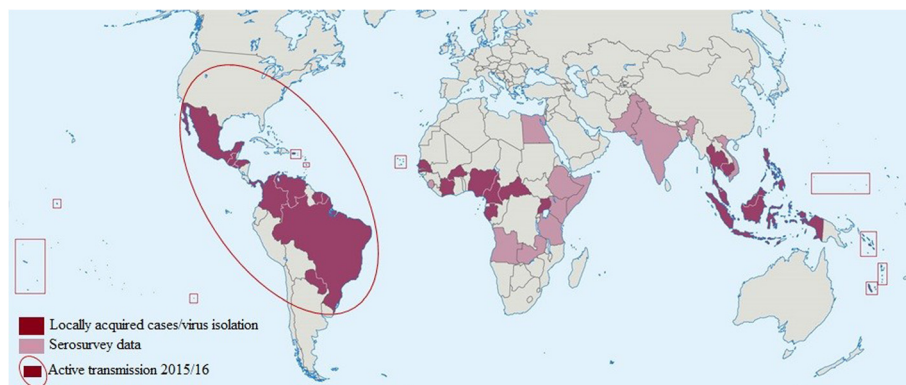 Locally acquired cases/virus isolation
Serosurvey data
Active transmission 2015/16